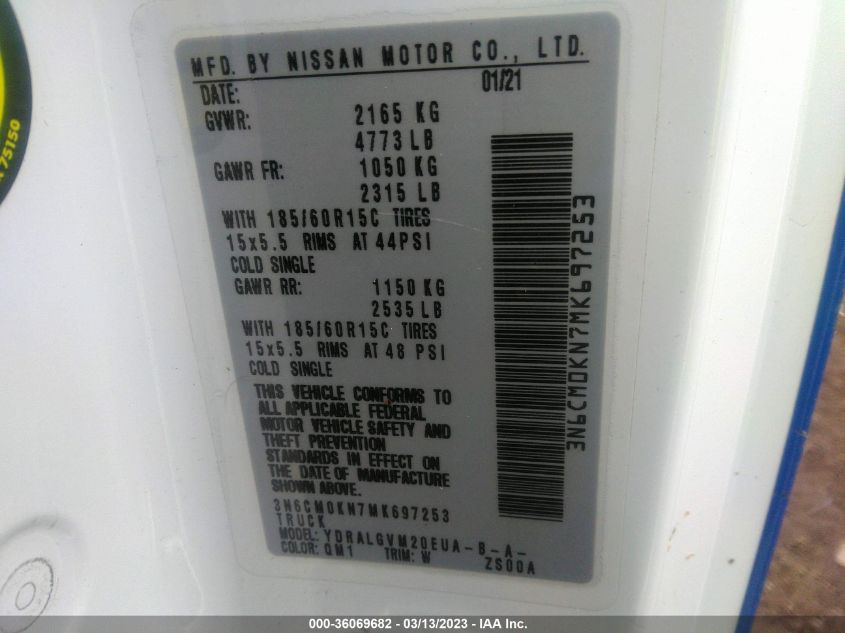 MFD. BY NISSAN MOTOR CO., LTD.
DATE: 01/21
GVWR: 2165 KG
4773 LB
GAWR FR: 1050 KG
2315 LB
WITH 185/60R15C TIRES
15x5.5 RIMS AT 44PSI
COLD SINGLE
GAWR RR: 1150 KG
2535 LB
WITH 185/60R15C TIRES
15x5.5 RIMS AT 48 PSI
COLD SINGLE
THIS VEHICLE CONFORMS TO
ALL APPLICABLE FEDERAL
MOTOR VEHICLE SAFETY AND
THEFT PREVENTION
STANDARDS IN EFFECT ON
THE DATE OF MANUFACTURE
SHOWN ABOVE.
3N6CM0KN7MK697253
TRUCK
MODEL: YDRALGVM20EUA-B-A-
COLOR: QM1 TRIM: W ZS00A
3N6CM0KN7MK697253
75150
000-36069682 - 03/13/2023 - IAA Inc.